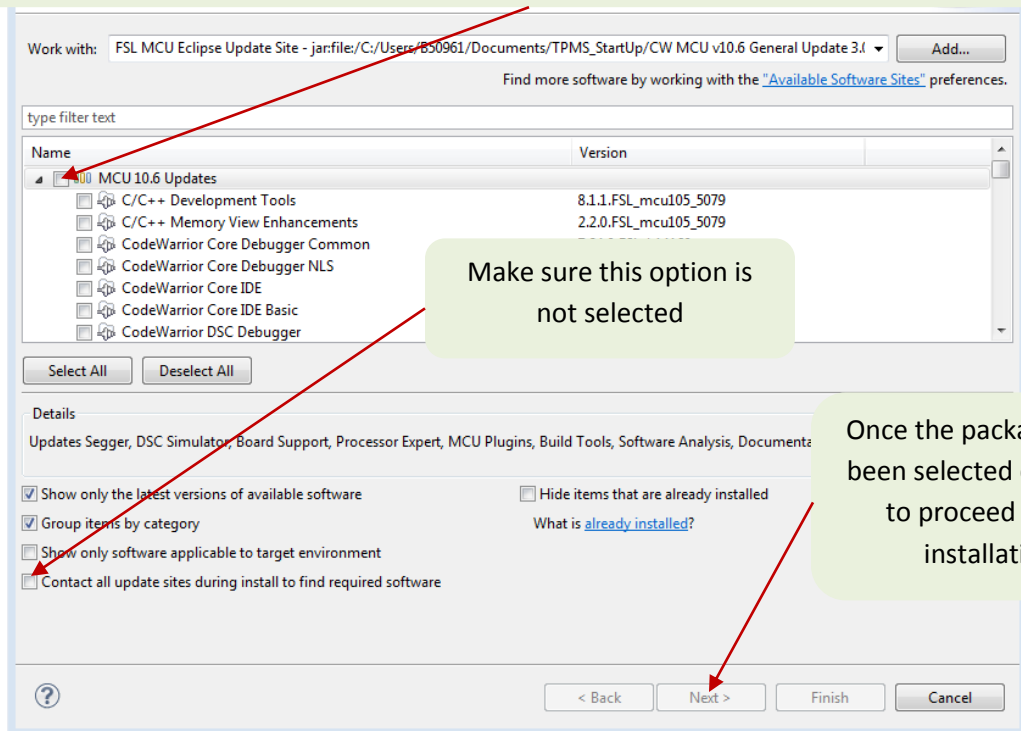 Work with: FSL MCU Eclipse Update Site - jar:file:/C:/Users/B50961/Documents/TPMS_StartUp/CW MCU v10.6 General Update 3.( Add...
Find more software by working with the "Available Software Sites" preferences.
type filter text
Name Version
MCU 10.6 Updates
C/C++ Development Tools 8.1.1.FSL_mcu105_5079
C/C++ Memory View Enhancements 2.2.0.FSL_mcu105_5079
CodeWarrior Core Debugger Common
CodeWarrior Core Debugger NLS
CodeWarrior Core IDE
CodeWarrior Core IDE Basic
CodeWarrior DSC Debugger
Make sure this option is
not selected
Select All Deselect All
Details
Updates Segger, DSC Simulator, Board Support, Processor Expert, MCU Plugins, Build Tools, Software Analysis, Documenta
Once the packa
been selected
to proceed
installati
Show only the latest versions of available software Hide items that are already installed
Group items by category What is already installed?
Show only software applicable to target environment
Contact all update sites during install to find required software
< Back Next > Finish Cancel